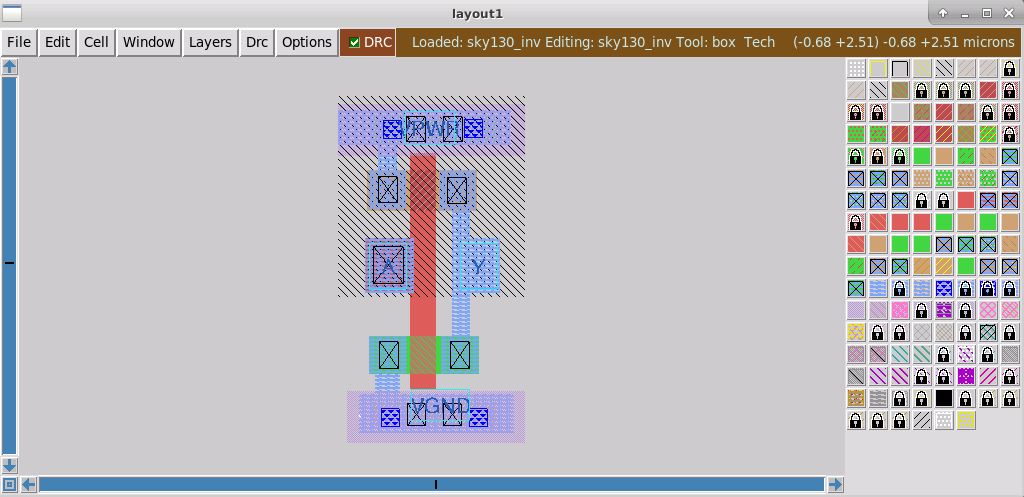 layout1
File Edit Cell Window Layers Drc Options DRC Loaded: sky130_inv Editing: sky130_inv Tool: box Tech (-0.68 +2.51) -0.68 +2.51 microns
VPWR
A Y
VGND